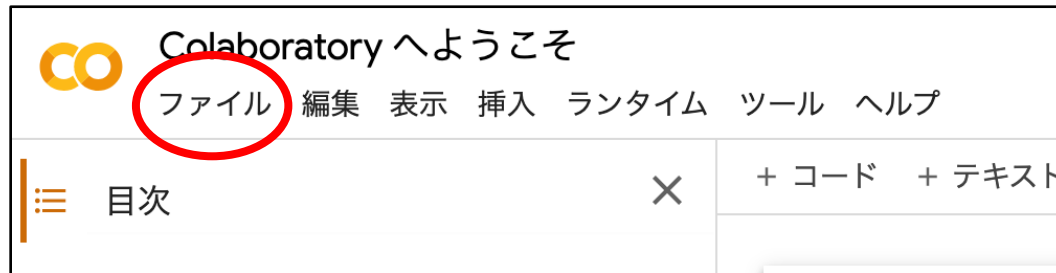 Colaboratory へようこそ
ファイル 編集 表示 挿入 ランタイム ツール ヘルプ
目次
+ コード + テキスト